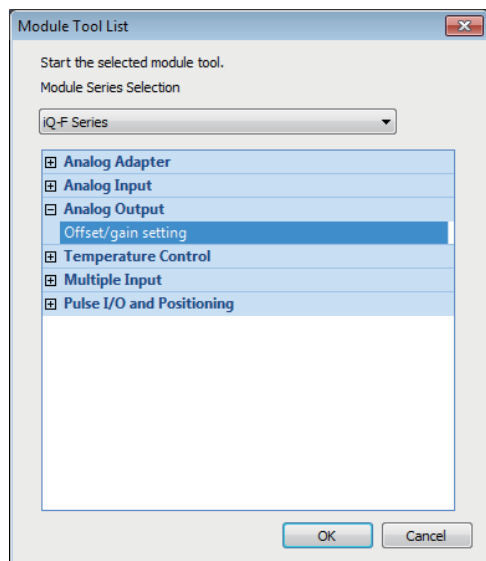 Module Tool List
Start the selected module tool.
Module Series Selection
iQ-F Series
Analog Adapter
Analog Input
Analog Output
Offset/gain setting
Temperature Control
Multiple Input
Pulse I/O and Positioning
OK Cancel